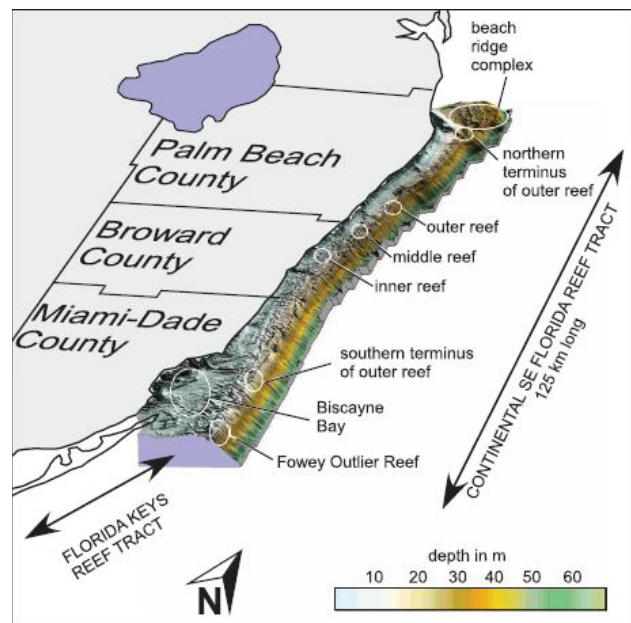 beach
ridge
complex
Palm Beach
County
northern
terminus
of outer reef
outer reef
Broward
County
middle reef
inner reef
Miami-Dade
County
southern terminus
of outer reef
Biscayne
Bay
Fowey Outlier Reef
CONTINENTAL SE FLORIDA REEF TRACT
125 km long
FLORIDA KEYS
REEF TRACT
N
depth in m
10 20 30 40 50 60